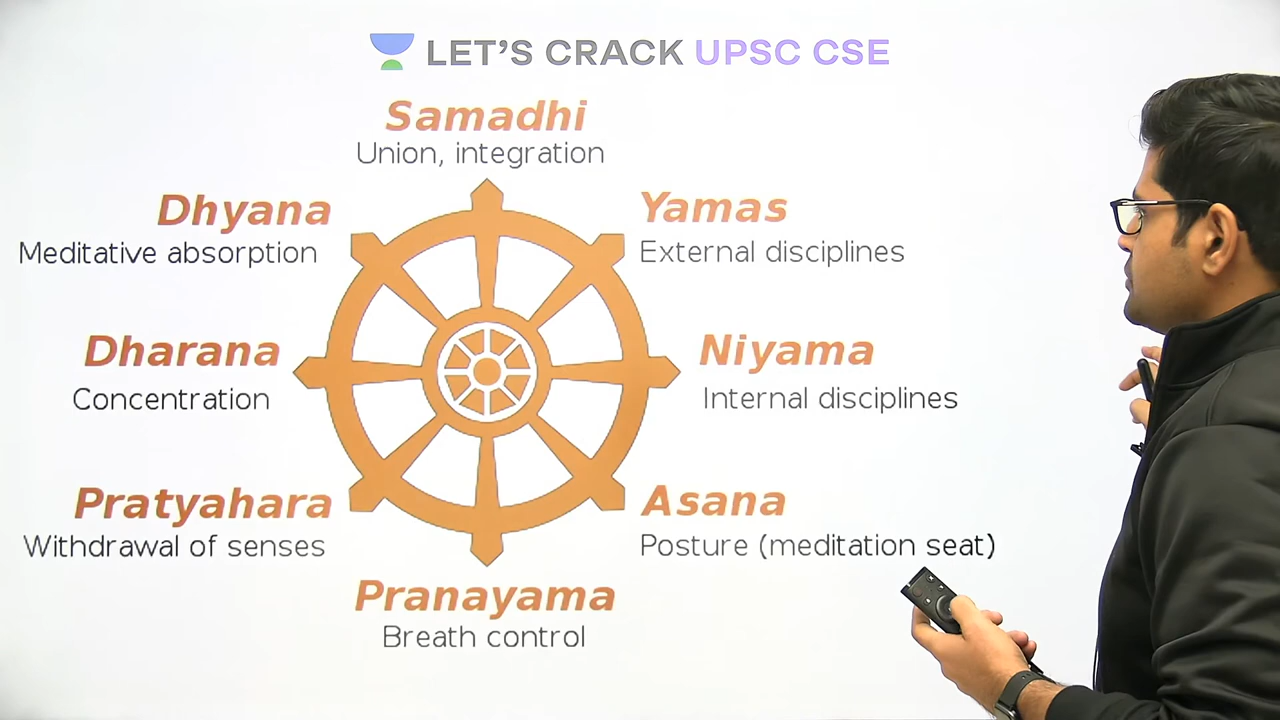 LET'S CRACK UPSC CSE
Samadhi
Union, integration
Dhyana
Meditative absorption
Yamas
External disciplines
Dharana
Concentration
Niyama
Internal disciplines
Pratyahara
Withdrawal of senses
Asana
Posture (meditation seat)
Pranayama
Breath control